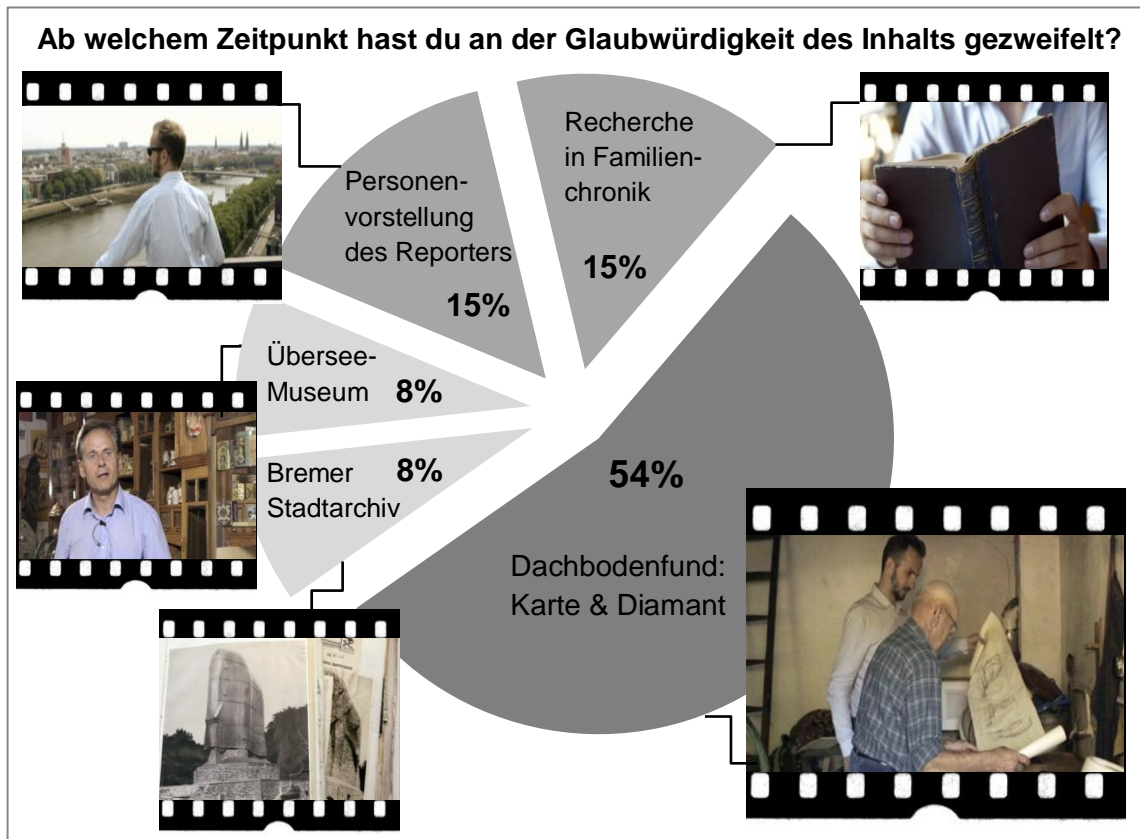 Ab welchem Zeitpunkt hast du an der Glaubwürdigkeit des Inhalts gezweifelt?
Recherche
in Familien-
chronik
15%
Personen-
vorstellung
des Reporters
15%
Übersee-
Museum
8%
Bremer
Stadtarchiv
8%
54%
Dachbodenfund:
Karte & Diamant